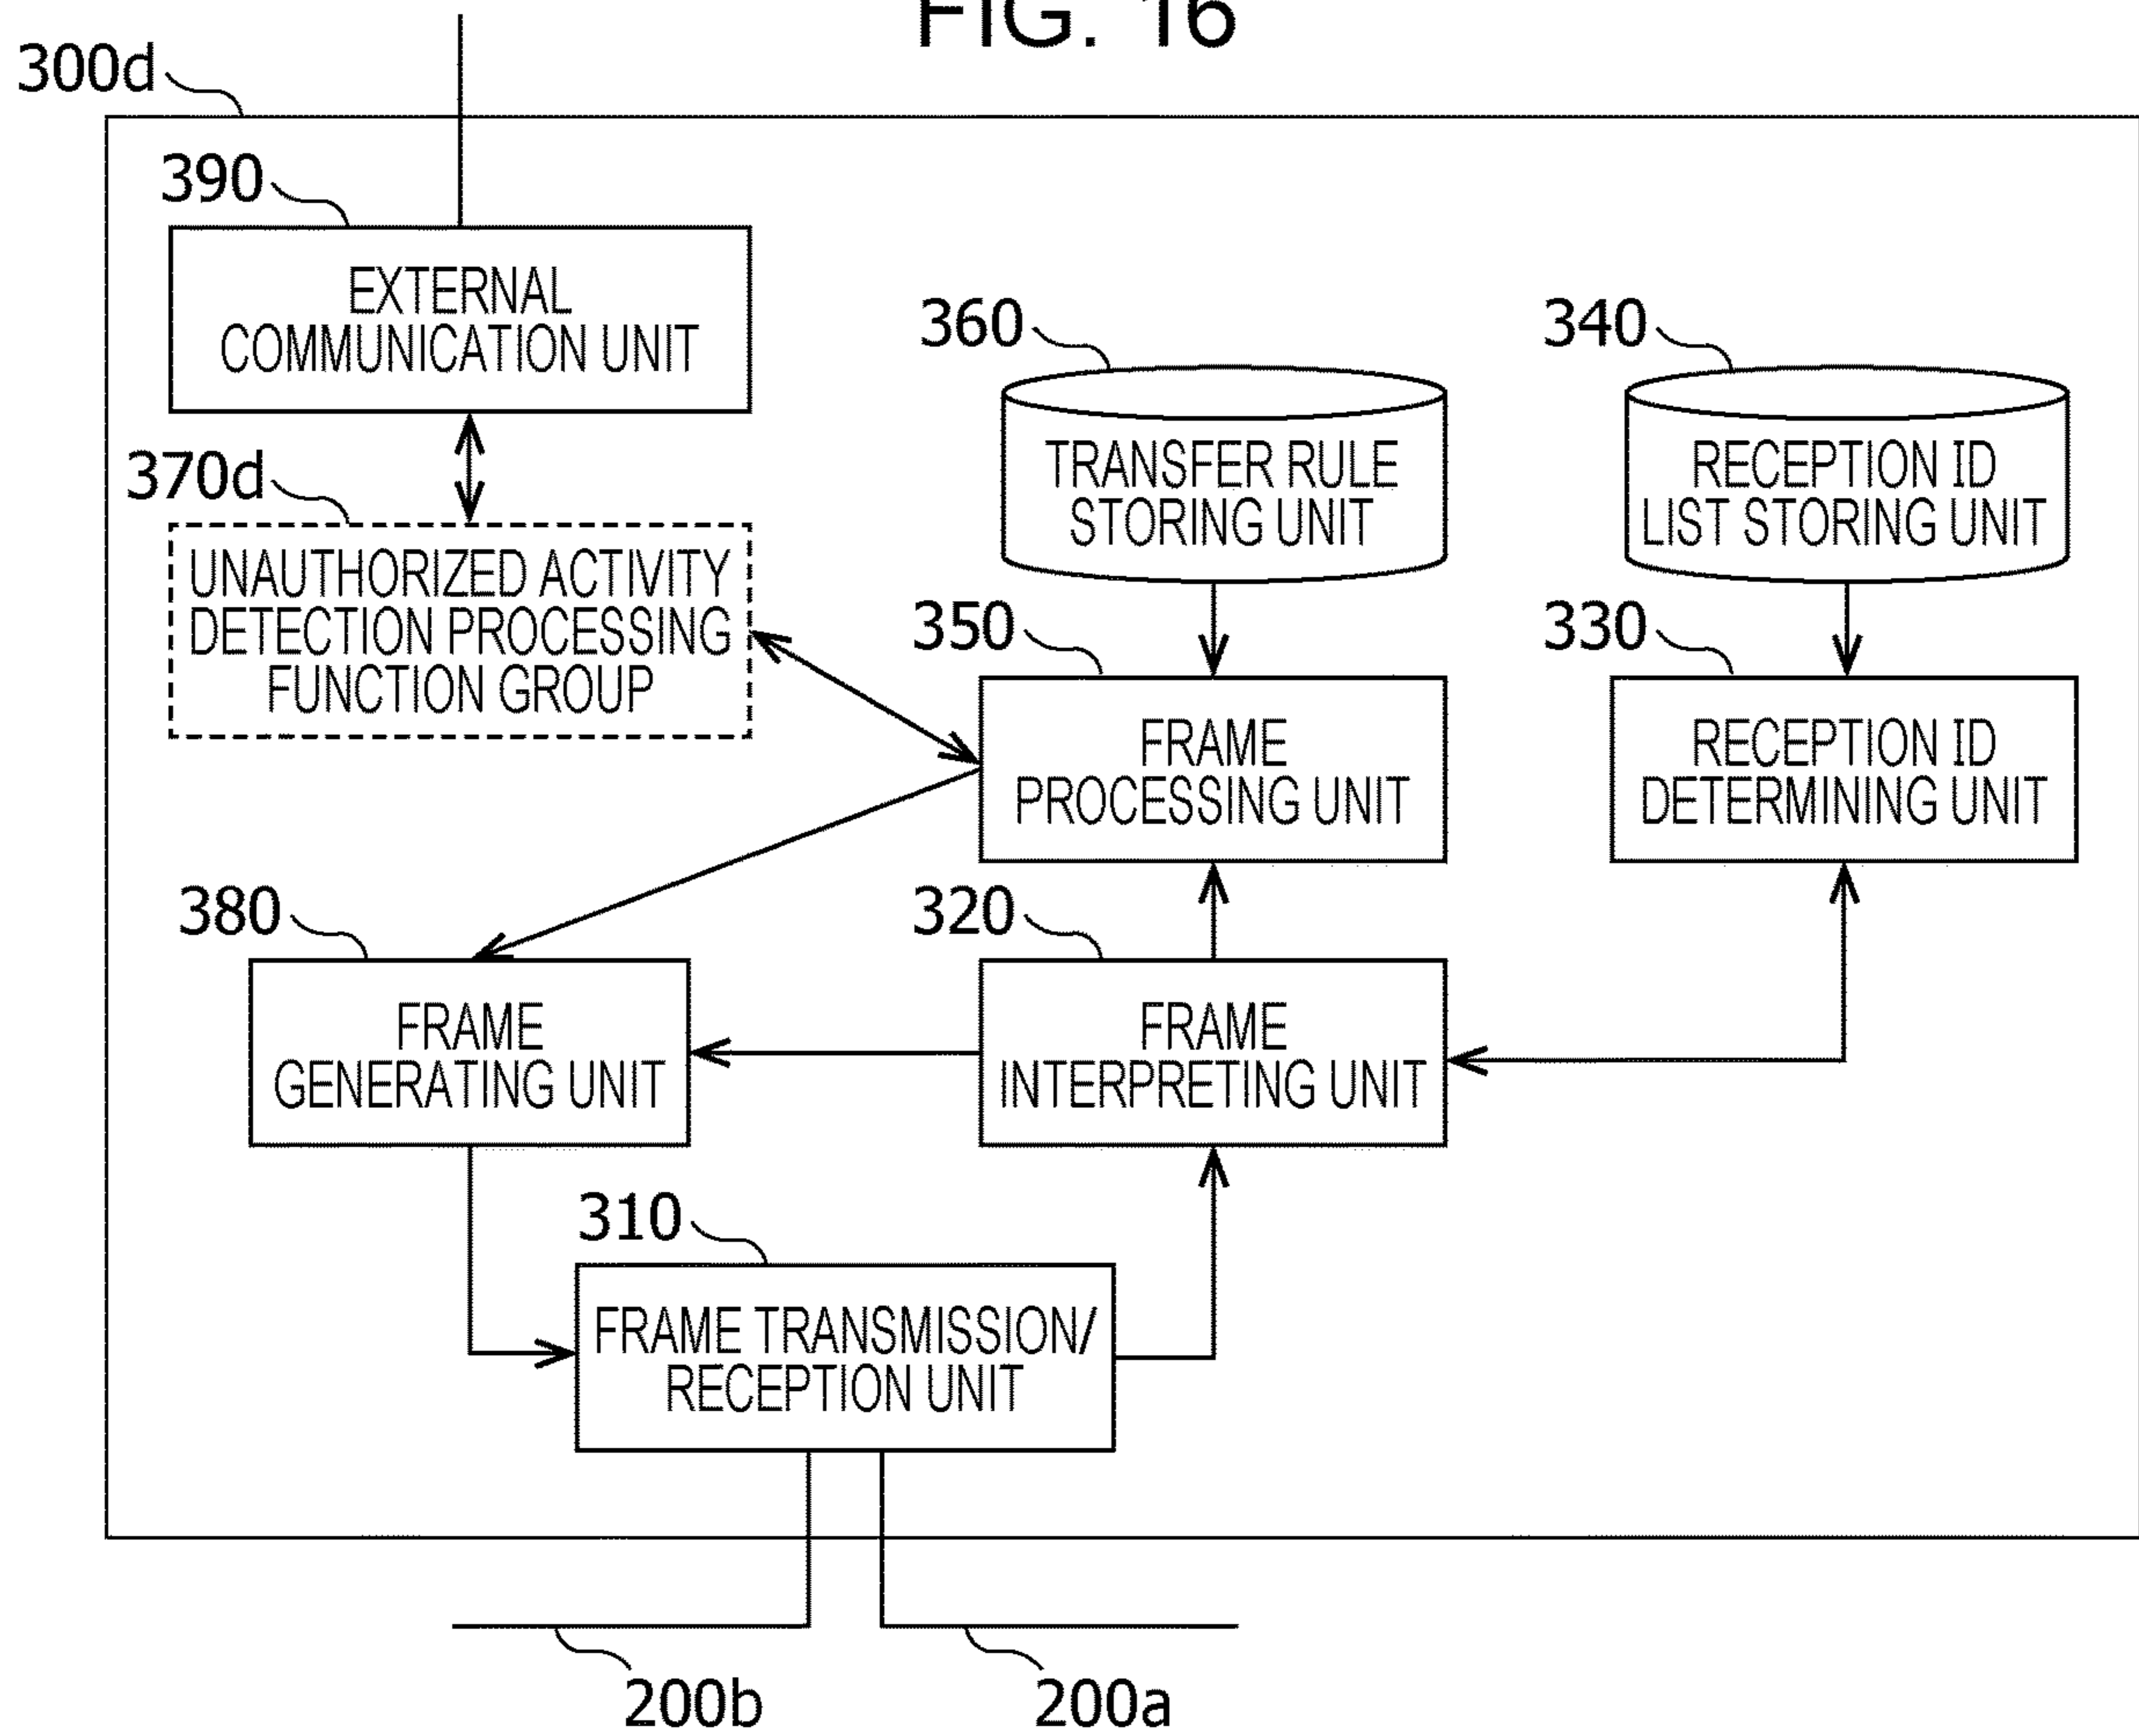 FIG. 16
300d
390
EXTERNAL
COMMUNICATION UNIT
360
TRANSFER RULE
STORING UNIT
340
RECEPTION ID
LIST STORING UNIT
370d
UNAUTHORIZED ACTIVITY
DETECTION PROCESSING
FUNCTION GROUP
350
FRAME
PROCESSING UNIT
330
RECEPTION ID
DETERMINING UNIT
380
FRAME
GENERATING UNIT
320
FRAME
INTERPRETING UNIT
310
FRAME TRANSMISSION/
RECEPTION UNIT
200b
200a